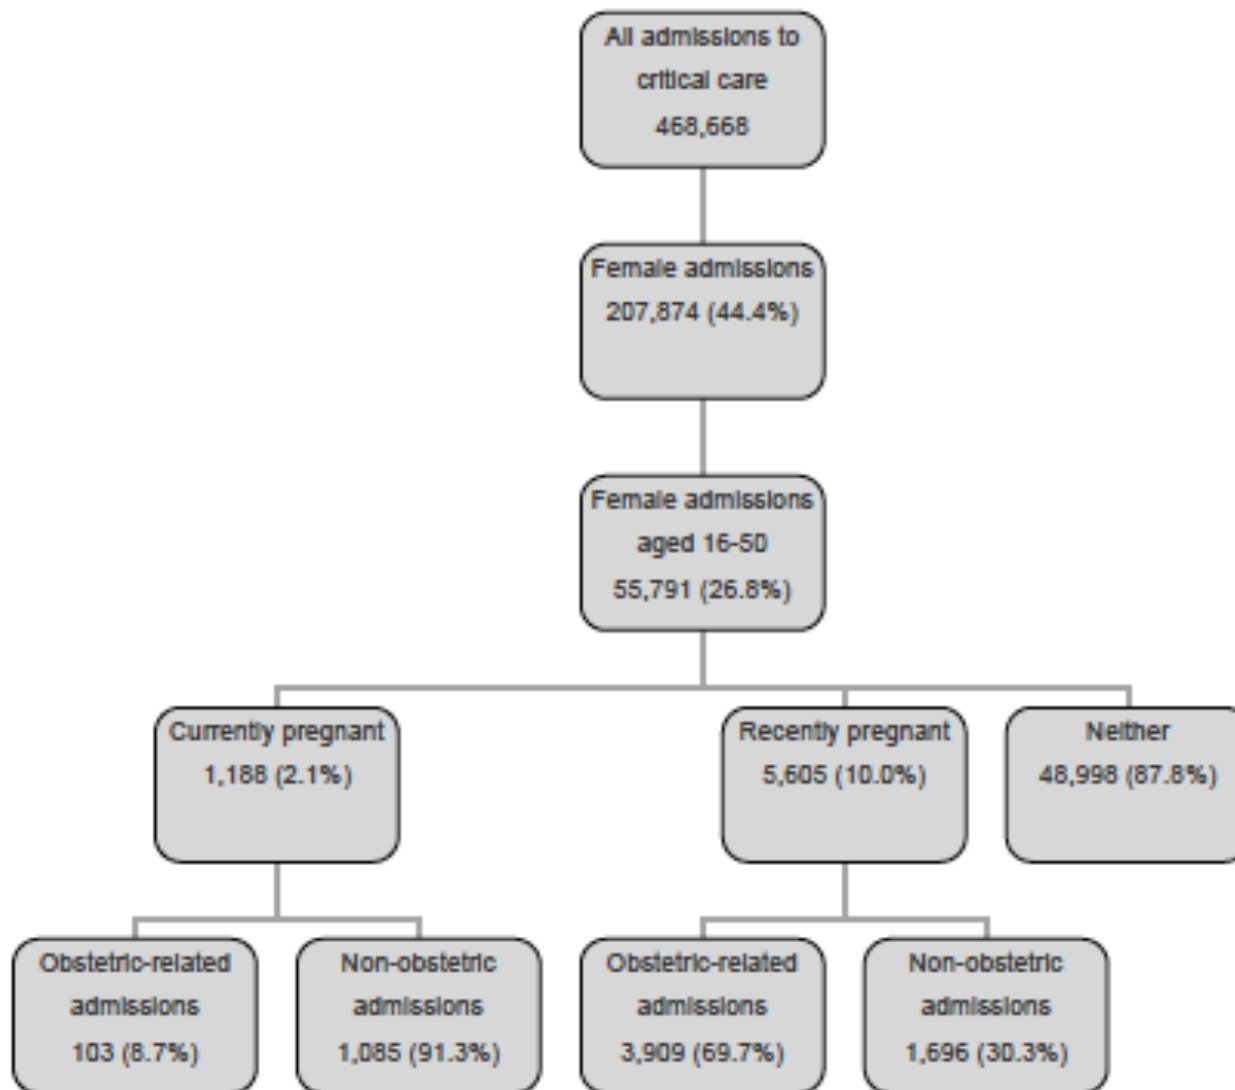 All admissions to
critical care
468,668
Female admissions
207,874 (44.4%)
Female admissions
aged 16-50
55,791 (26.8%)
Currently pregnant
1,188 (2.1%)
Recently pregnant
5,605 (10.0%)
Neither
48,998 (87.8%)
Obstetric-related
admissions
103 (8.7%)
Non-obstetric
admissions
1,085 (91.3%)
Obstetric-related
admissions
3,909 (69.7%)
Non-obstetric
admissions
1,696 (30.3%)